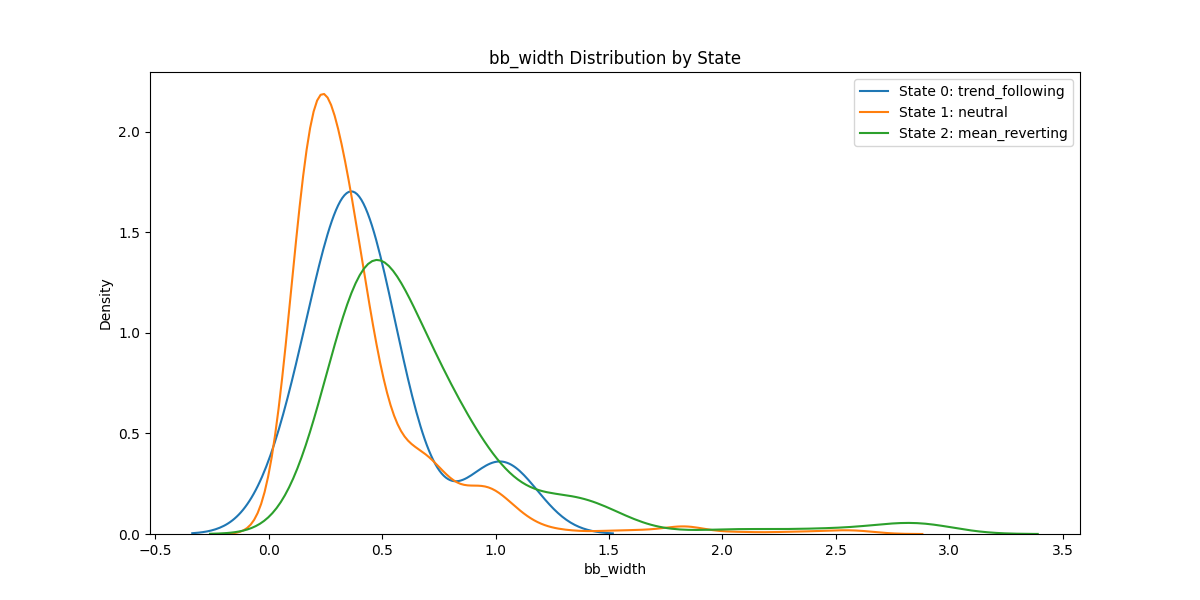 bb_width Distribution by State
State 0: trend_following
State 1: neutral
State 2: mean_reverting
Density
2.0
1.5
1.0
0.5
0.0
−0.5 0.0 0.5 1.0 1.5 2.0 2.5 3.0 3.5
bb_width